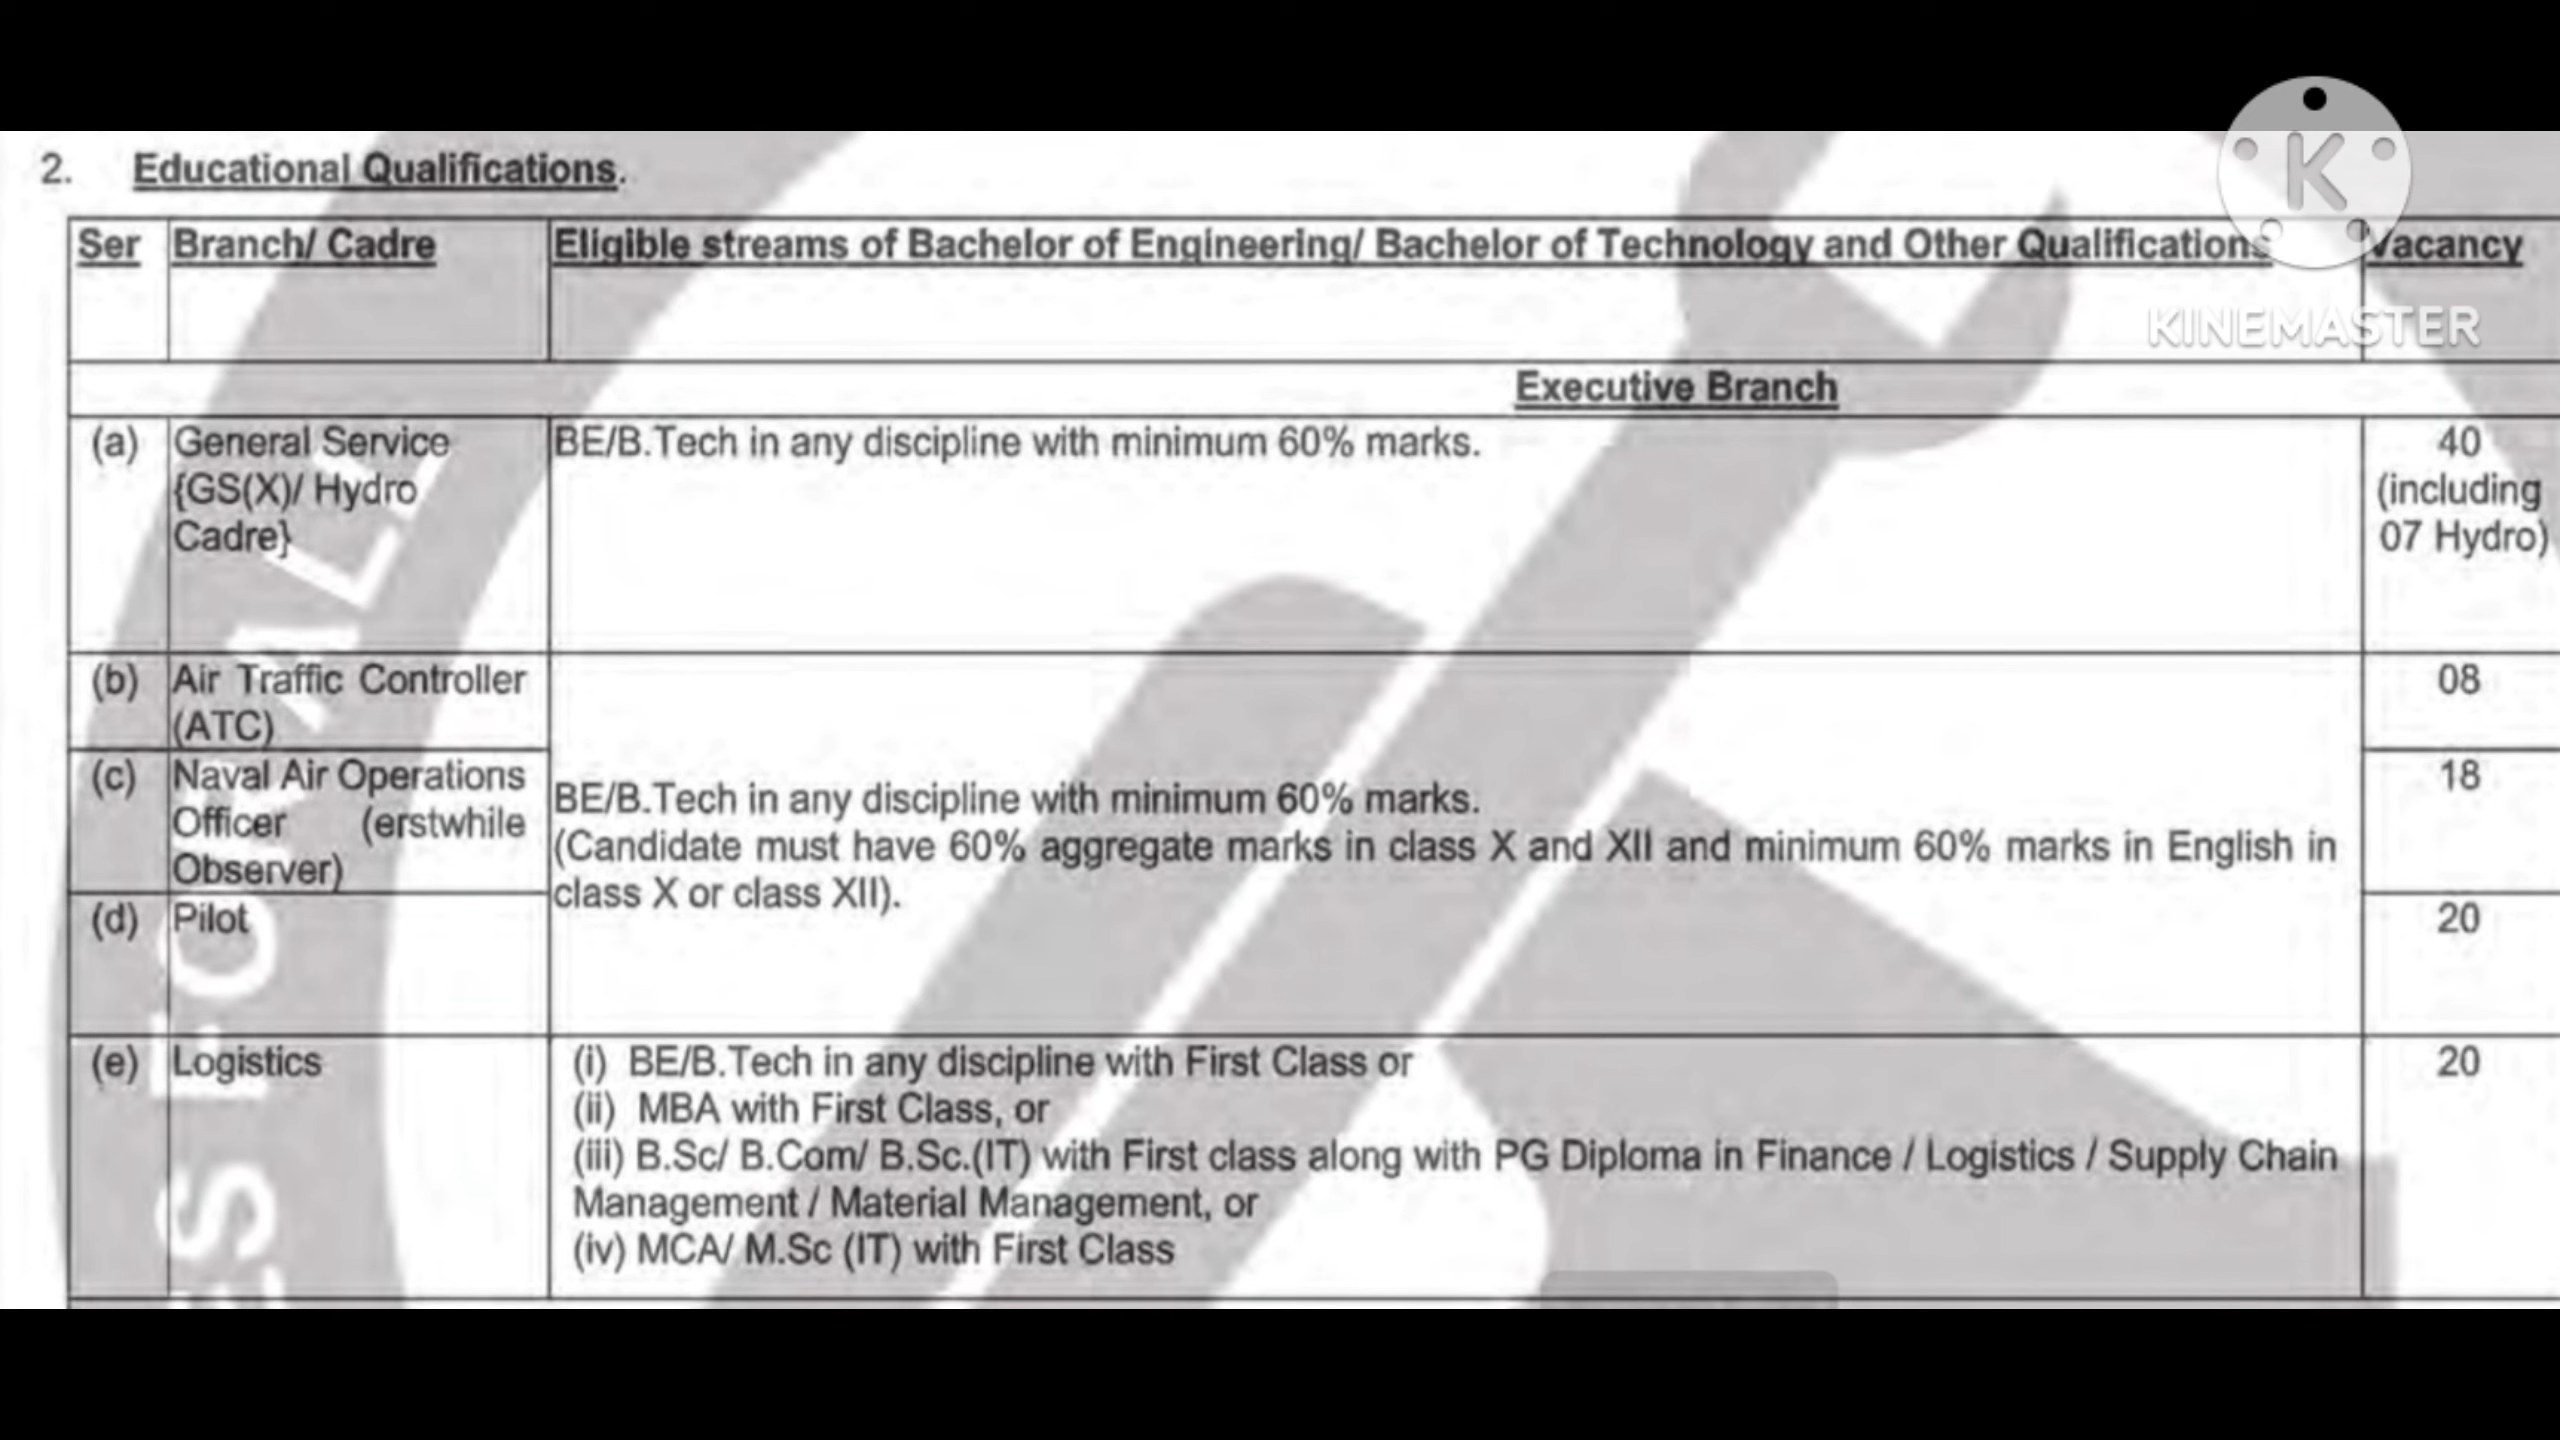 K
KINEMASTER
2. Educational Qualifications.
Ser Branch/ Cadre Eligible streams of Bachelor of Engineering/ Bachelor of Technology and Other Qualifications Vacancy
Executive Branch
(a) General Service BE/B.Tech in any discipline with minimum 60% marks. 40
{GS(X)/ Hydro (including
Cadre} 07 Hydro)
(b) Air Traffic Controller 08
(ATC)
(c) Naval Air Operations 18
Officer (erstwhile
Observer)
BE/B.Tech in any discipline with minimum 60% marks.
(Candidate must have 60% aggregate marks in class X and XII and minimum 60% marks in English in
class X or class XII).
(d) Pilot 20
(e) Logistics (i) BE/B.Tech in any discipline with First Class or 20
(ii) MBA with First Class, or
(iii) B.Sc/ B.Com/ B.Sc.(IT) with First class along with PG Diploma in Finance / Logistics / Supply Chain
Management / Material Management, or
(iv) MCA/ M.Sc (IT) with First Class